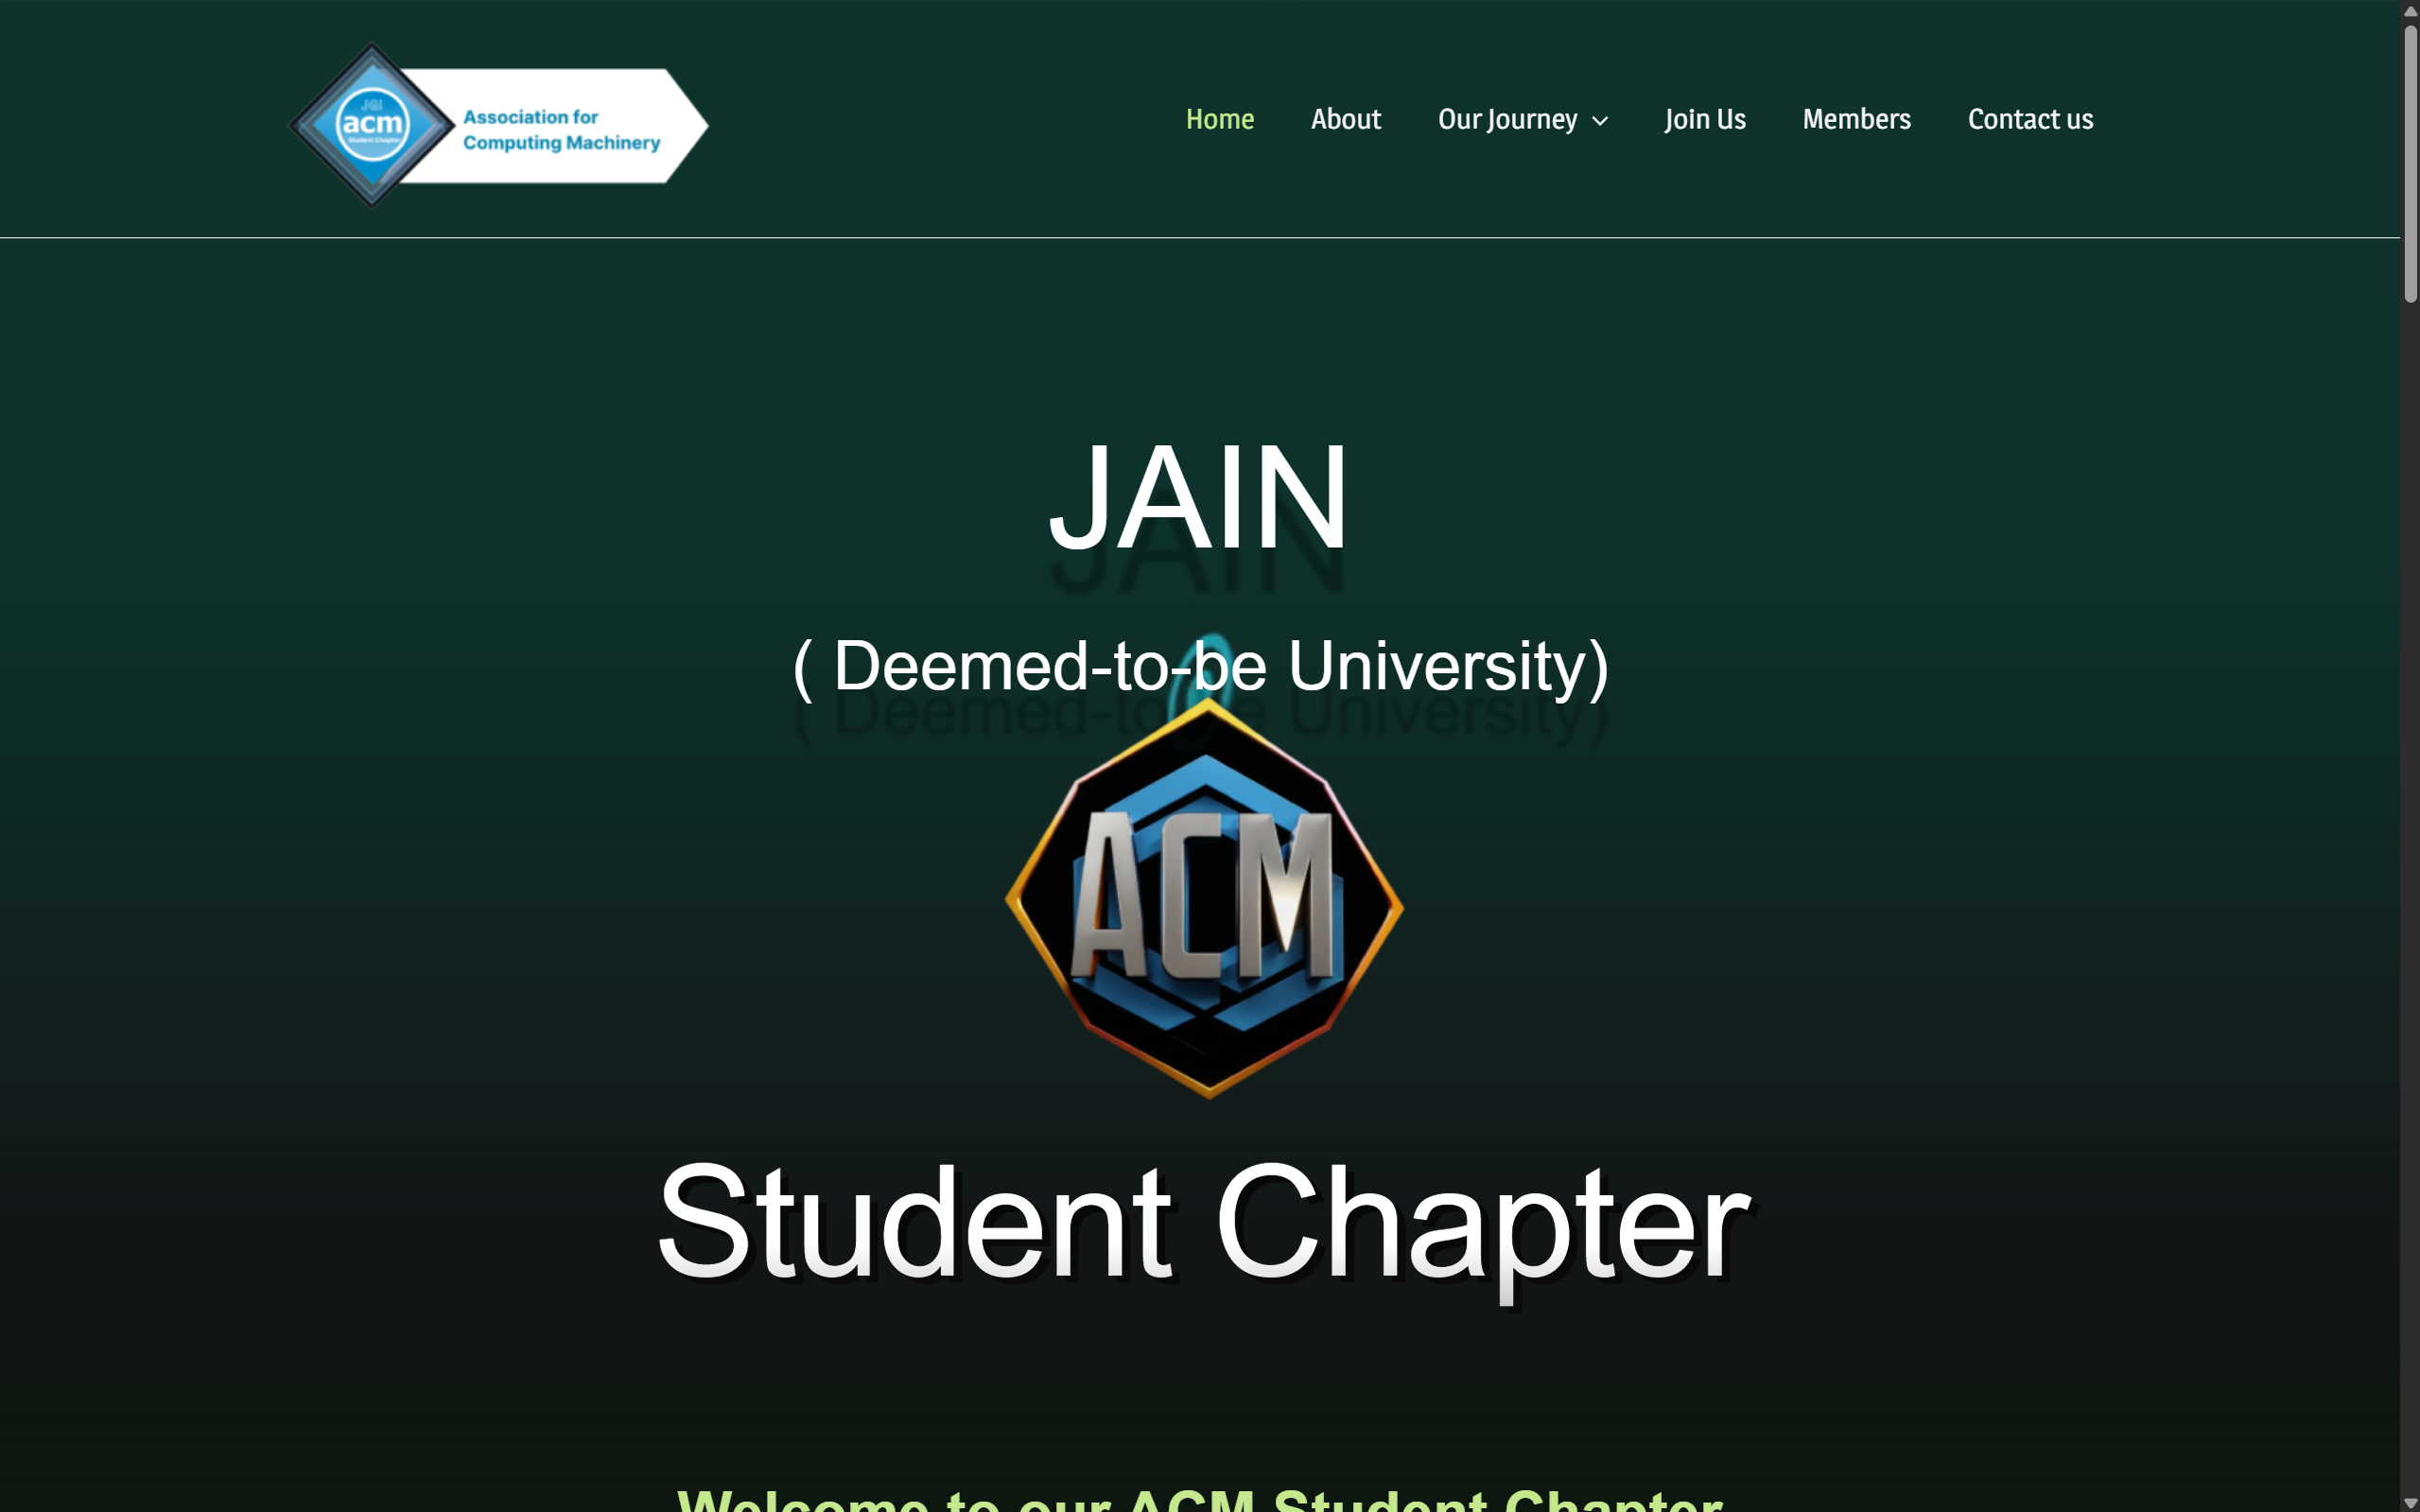 JGI
acm
Student Chapter
Association for
Computing Machinery
Home About Our Journey Join Us Members Contact us
JAIN
( Deemed-to-be University)
ACM
Student Chapter
Welcome to our ACM Student Chapter